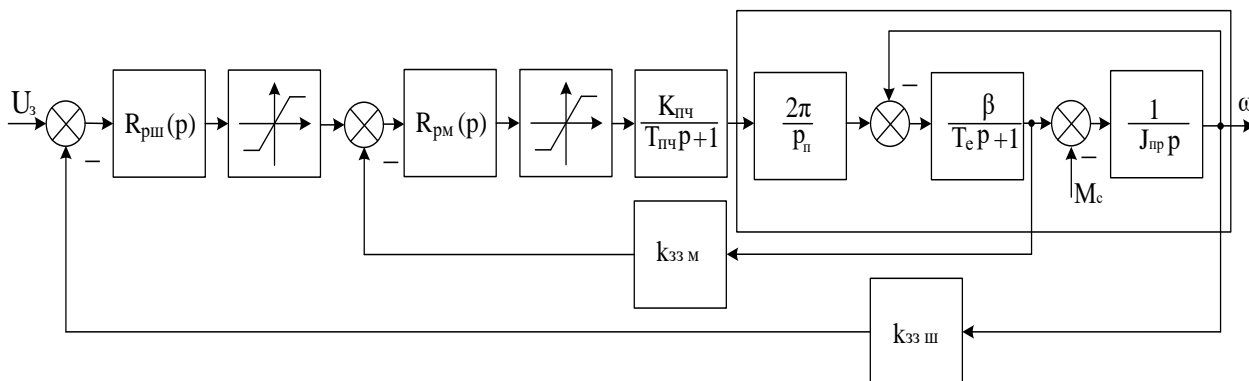 U₃
−
R_рш(p)
−
R_рм(p)
K_пч
T_пч p+1
2π
p_п
−
β
T_e p+1
−
M_c
1
J_пр p
ω
k_зз м
k_зз ш